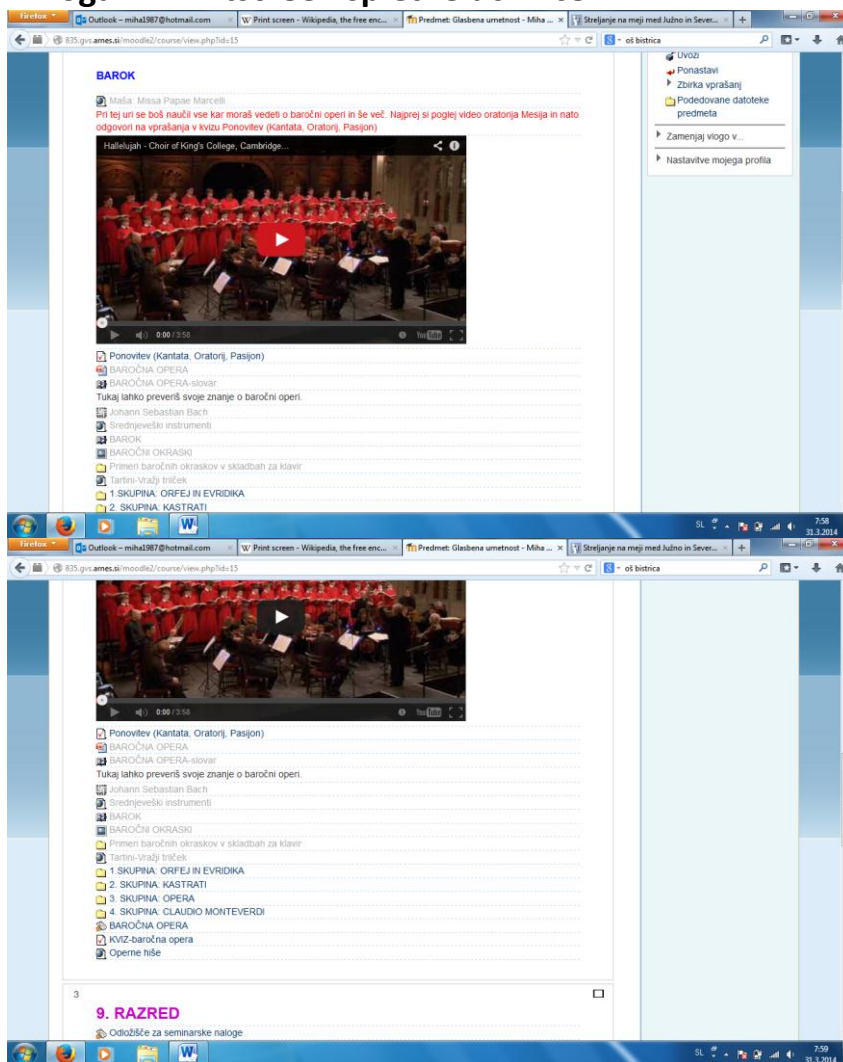 Firefox
Outlook – miha1987@hotmail.com
W Print screen - Wikipedia, the free enc...
Predmet: Glasbena umetnost - Miha ...
Streljanje na meji med Južno in Sever...
835.gvs.arnes.si/moodle2/course/view.php?id=15
oš bistrica
BAROK
Maša: Missa Papae Marcelli
Pri tej uri se boš naučil vse kar moraš vedeti o baročni operi in še več. Najprej si poglej video oratorija Mesija in nato
odgovori na vprašanja v kvizu Ponovitev (Kantata, Oratorij, Pasijon)
Hallelujah - Choir of King's College, Cambridge...
0:00 / 3:58
YouTube
Ponovitev (Kantata, Oratorij, Pasijon)
BAROČNA OPERA
BAROČNA OPERA-slovar
Tukaj lahko preveriš svoje znanje o baročni operi.
Johann Sebastian Bach
Srednjeveški instrumenti
BAROK
BAROČNI OKRASKI
Primeri baročnih okraskov v skladbah za klavir
Tartini-Vražji trilček
1.SKUPINA: ORFEJ IN EVRIDIKA
2. SKUPINA: KASTRATI
Uvozi
Ponastavi
Zbirka vprašanj
Podedovane datoteke
predmeta
Zamenjaj vlogo v...
Nastavitve mojega profila
SL
7:58
31.3.2014
Firefox
Outlook – miha1987@hotmail.com
W Print screen - Wikipedia, the free enc...
Predmet: Glasbena umetnost - Miha ...
Streljanje na meji med Južno in Sever...
835.gvs.arnes.si/moodle2/course/view.php?id=15
oš bistrica
0:00 / 3:58
YouTube
Ponovitev (Kantata, Oratorij, Pasijon)
BAROČNA OPERA
BAROČNA OPERA-slovar
Tukaj lahko preveriš svoje znanje o baročni operi.
Johann Sebastian Bach
Srednjeveški instrumenti
BAROK
BAROČNI OKRASKI
Primeri baročnih okraskov v skladbah za klavir
Tartini-Vražji trilček
1.SKUPINA: ORFEJ IN EVRIDIKA
2. SKUPINA: KASTRATI
3. SKUPINA: OPERA
4. SKUPINA: CLAUDIO MONTEVERDI
BAROČNA OPERA
KVIZ-baročna opera
Operne hiše
3
9. RAZRED
Odložišče za seminarske naloge
SL
7:59
31.3.2014